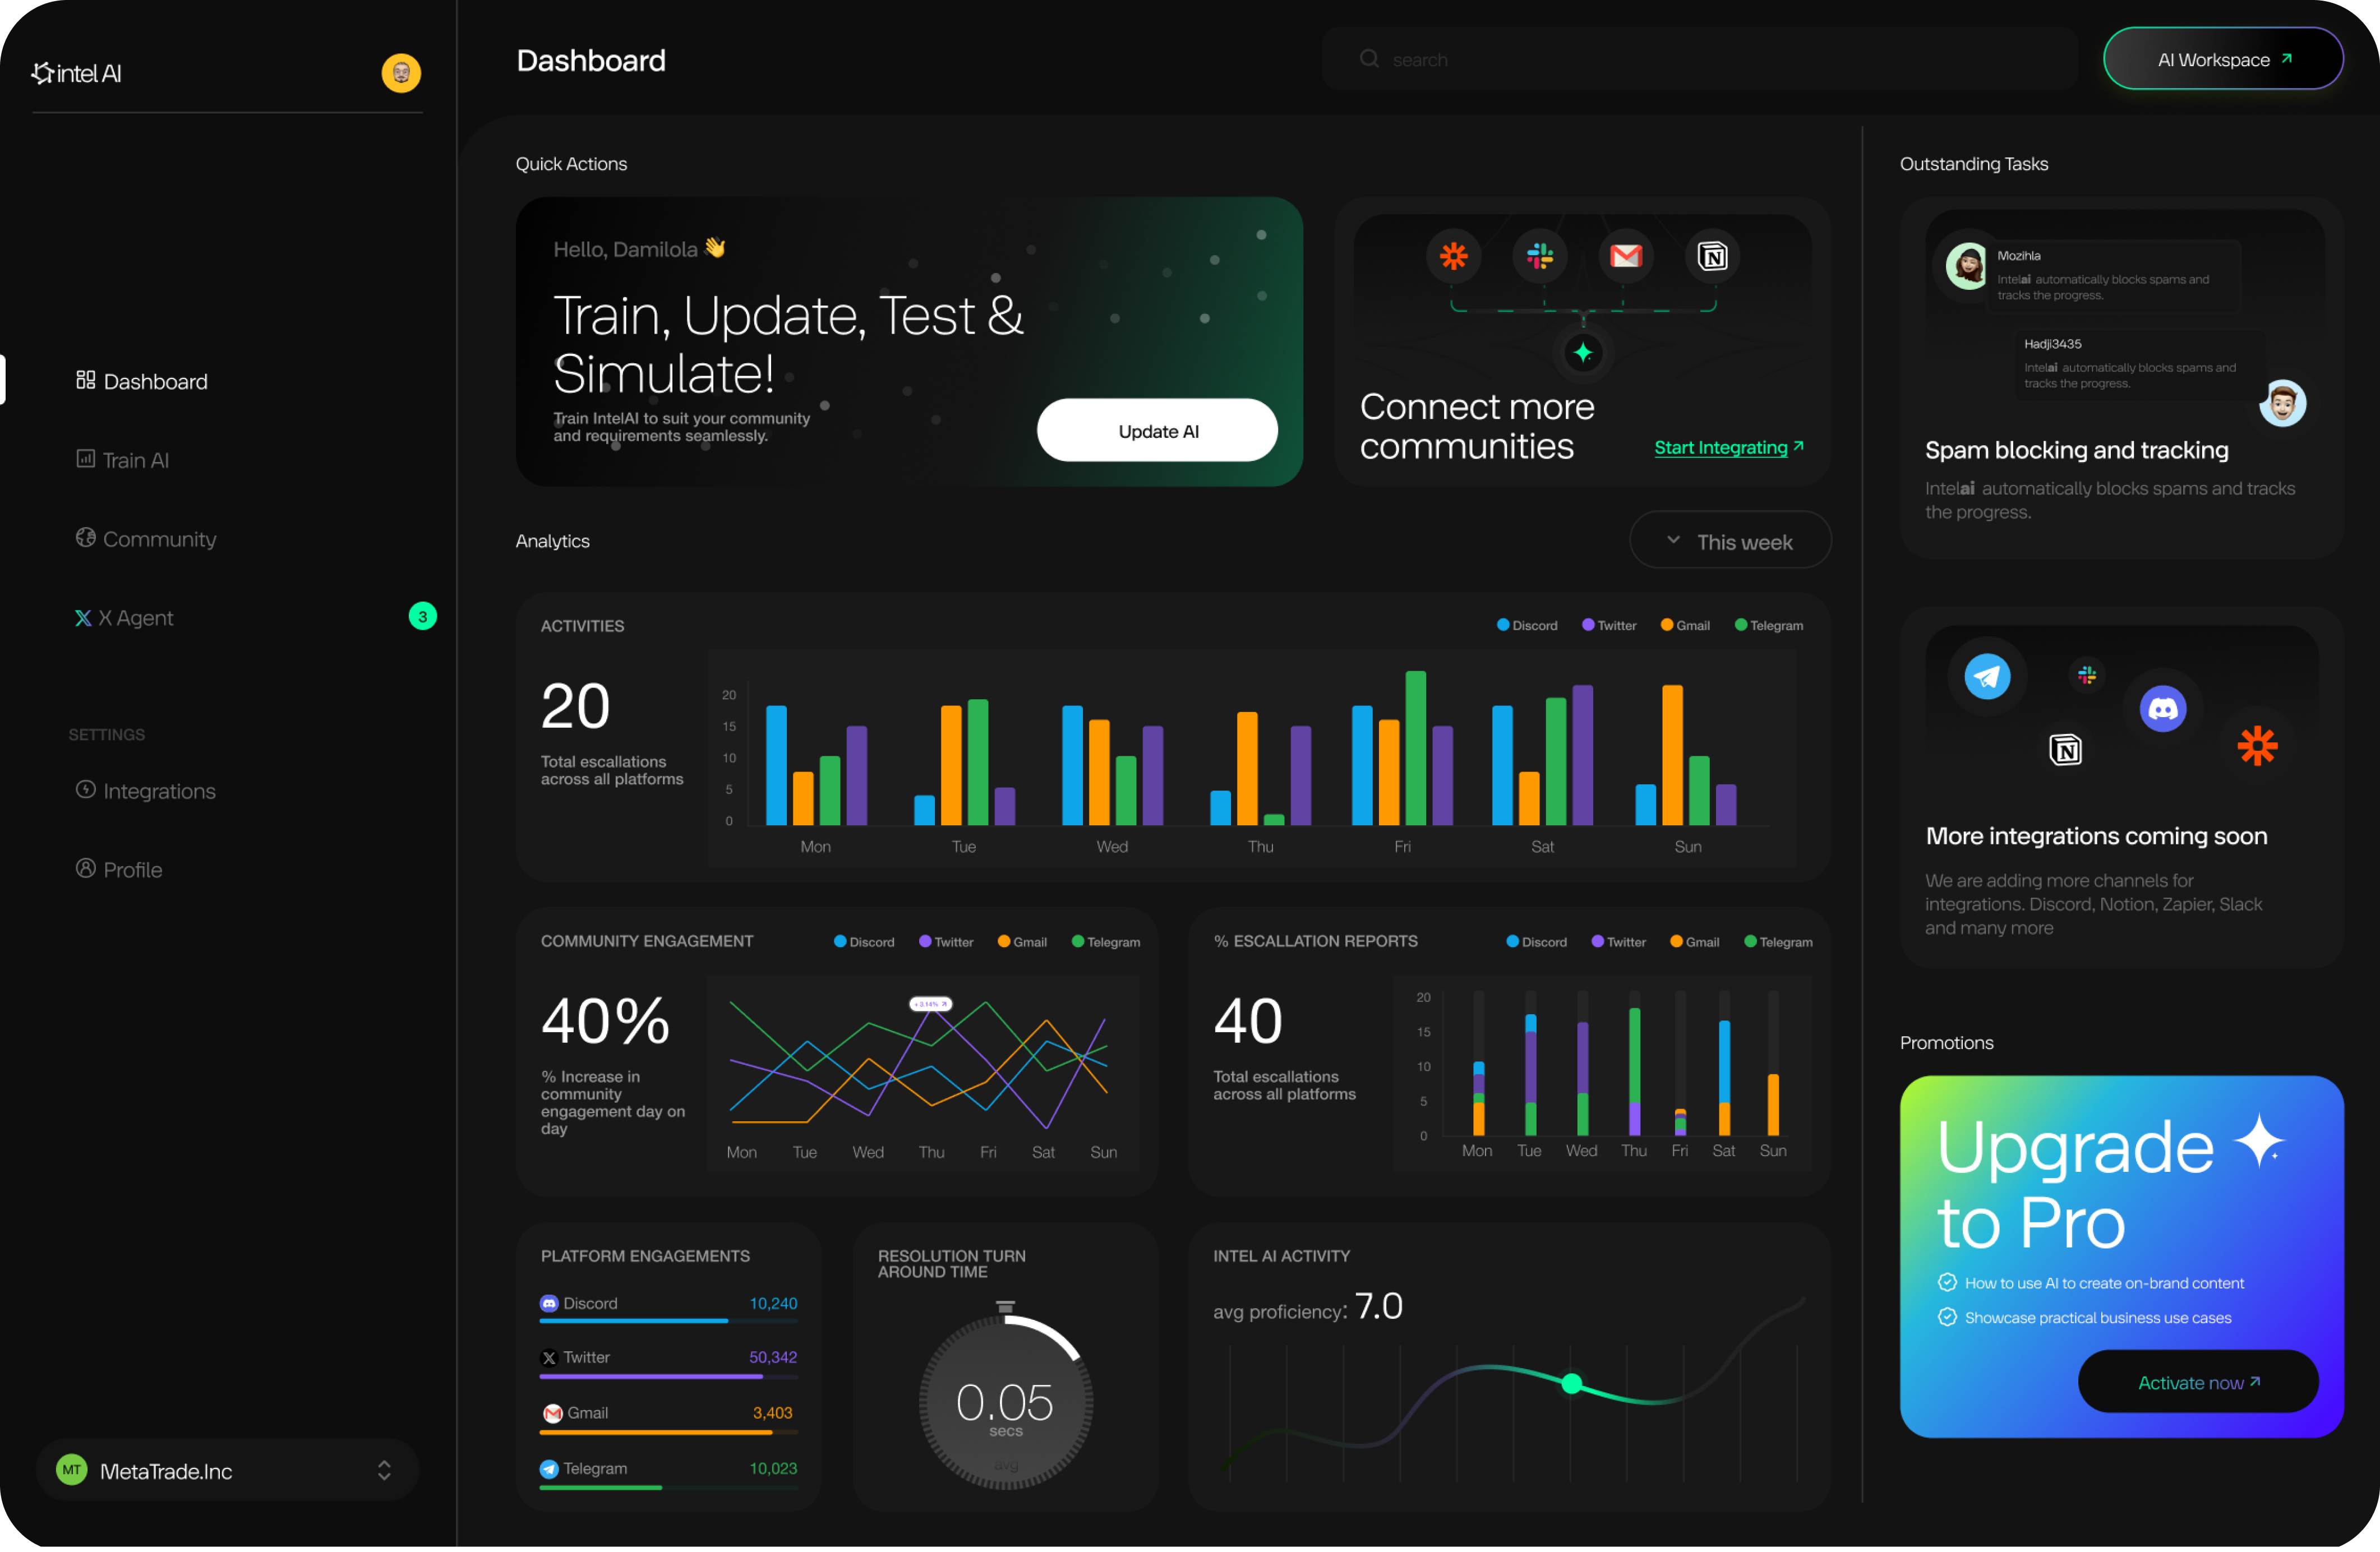 intel AI
Dashboard
Train AI
Community
X Agent
3
SETTINGS
Integrations
Profile
MT
MetaTrade.Inc
Dashboard
search
AI Workspace
Quick Actions
Hello, Damilola
Train, Update, Test &
Simulate!
Train IntelAI to suit your community
and requirements seamlessly.
Update AI
Connect more
communities
Start Integrating
Analytics
This week
ACTIVITIES
Discord
Twitter
Gmail
Telegram
20
Total escallations
across all platforms
20
15
10
5
0
Mon
Tue
Wed
Thu
Fri
Sat
Sun
COMMUNITY ENGAGEMENT
Discord
Twitter
Gmail
Telegram
40%
% Increase in
community
engagement day on
day
+3.14%
Mon
Tue
Wed
Thu
Fri
Sat
Sun
% ESCALLATION REPORTS
Discord
Twitter
Gmail
Telegram
40
Total escallations
across all platforms
20
15
10
5
0
Mon
Tue
Wed
Thu
Fri
Sat
Sun
PLATFORM ENGAGEMENTS
Discord
10,240
Twitter
50,342
Gmail
3,403
Telegram
10,023
RESOLUTION TURN
AROUND TIME
0.05
secs
avg
INTEL AI ACTIVITY
avg proficiency: 7.0
Outstanding Tasks
Mozihla
Intelai automatically blocks spams and
tracks the progress.
Hadji3435
Intelai automatically blocks spams and
tracks the progress.
Spam blocking and tracking
Intelai automatically blocks spams and tracks
the progress.
More integrations coming soon
We are adding more channels for
integrations. Discord, Notion, Zapier, Slack
and many more
Promotions
Upgrade
to Pro
How to use AI to create on-brand content
Showcase practical business use cases
Activate now